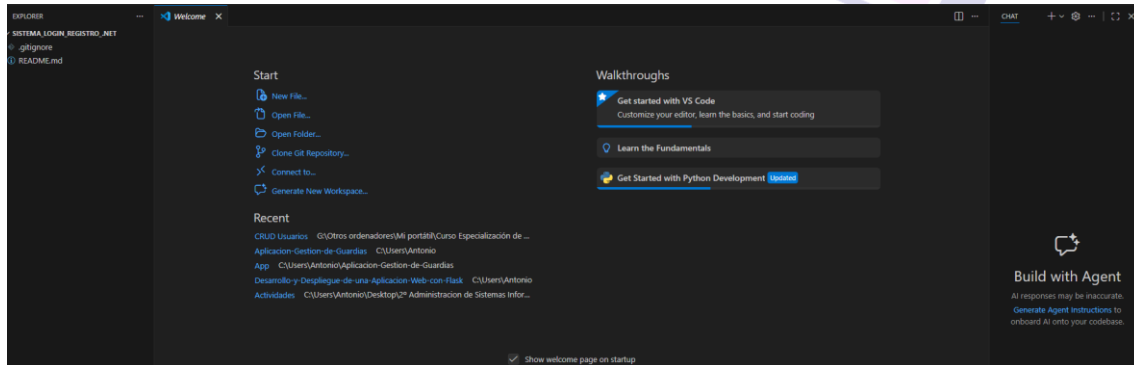 EXPLORER
SISTEMA_LOGIN_REGISTRO_.NET
.gitignore
README.md
Welcome
Start
New File...
Open File...
Open Folder...
Clone Git Repository...
Connect to...
Generate New Workspace...
Recent
CRUD Usuarios G:\Otros ordenadores\Mi portátil\Curso Especialización de ...
Aplicacion-Gestion-de-Guardias C:\Users\Antonio
App C:\Users\Antonio\Aplicacion-Gestion-de-Guardias
Desarrollo-y-Despliegue-de-una-Aplicacion-Web-con-Flask C:\Users\Antonio
Actividades C:\Users\Antonio\Desktop\2º Administracion de Sistemas Infor...
Walkthroughs
Get started with VS Code
Customize your editor, learn the basics, and start coding
Learn the Fundamentals
Get Started with Python Development Updated
Show welcome page on startup
CHAT
Build with Agent
AI responses may be inaccurate.
Generate Agent Instructions to
onboard AI onto your codebase.